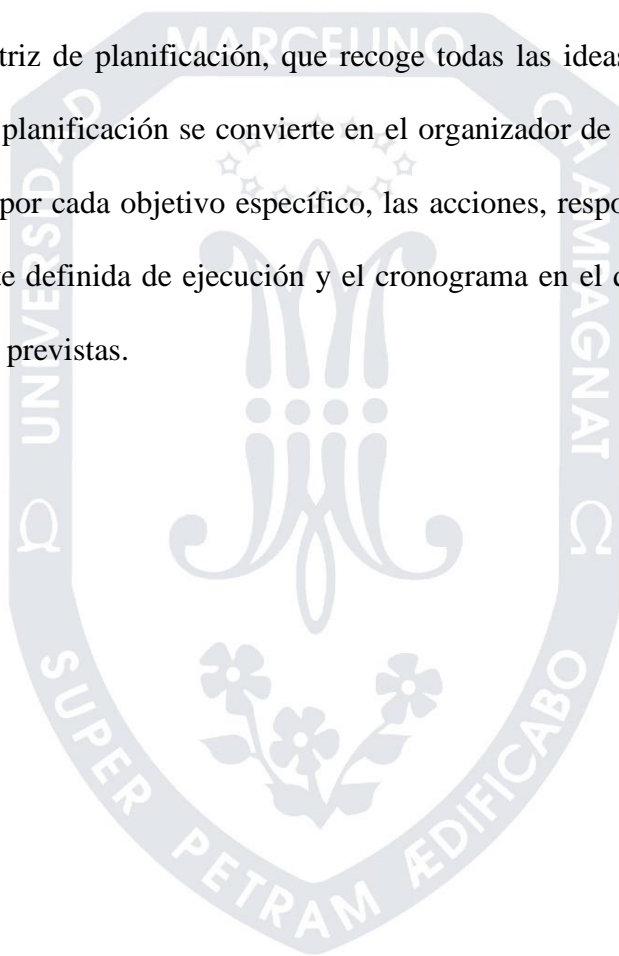 triz de planificación, que recoge todas las ideas
planificación se convierte en el organizador de
por cada objetivo específico, las acciones, respo
te definida de ejecución y el cronograma en el
previstas.
UNIVERSIDAD MARCELINO CHAMPAGNAT
SUPER PETRAM ÆDIFICABO